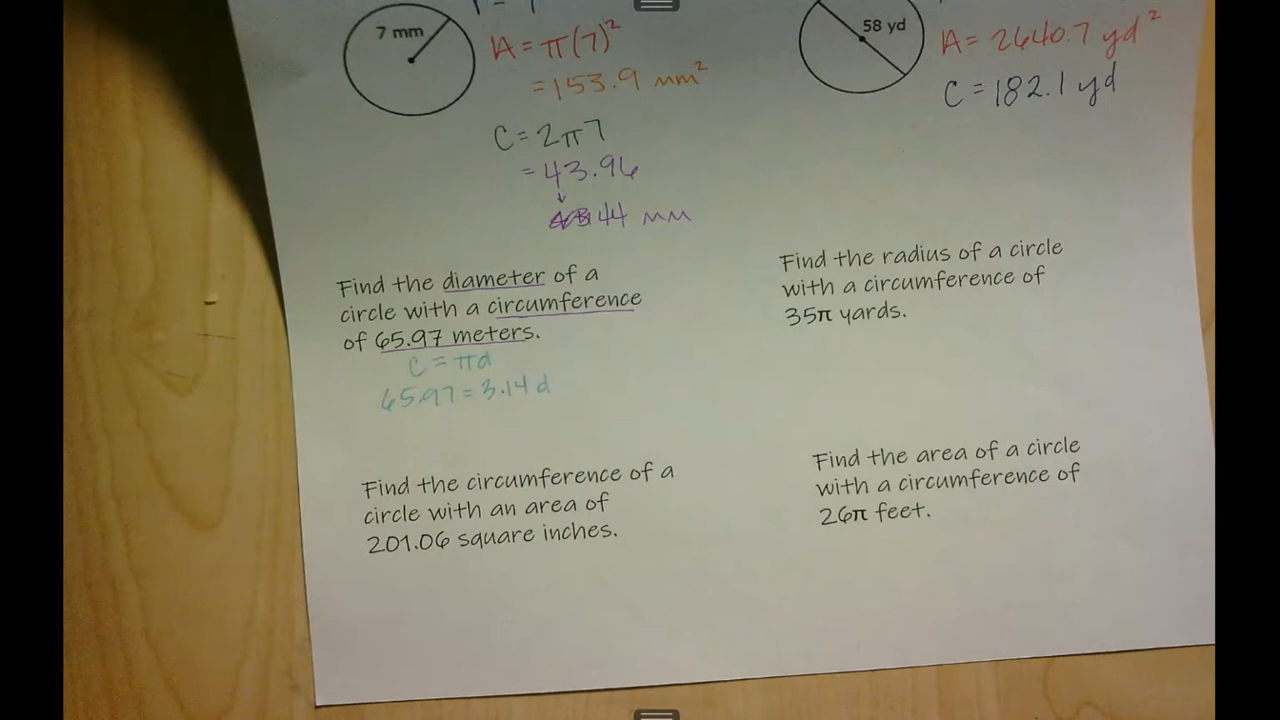 7 mm
A = π(7)²
= 153.9 mm²
C = 2π7
= 43.96
44 mm
58 yd
A = 2640.7 yd²
C = 182.1 yd
Find the diameter of a
circle with a circumference
of 65.97 meters.
C = πd
65.97 = 3.14 d
Find the radius of a circle
with a circumference of
35π yards.
Find the circumference of a
circle with an area of
201.06 square inches.
Find the area of a circle
with a circumference of
26π feet.